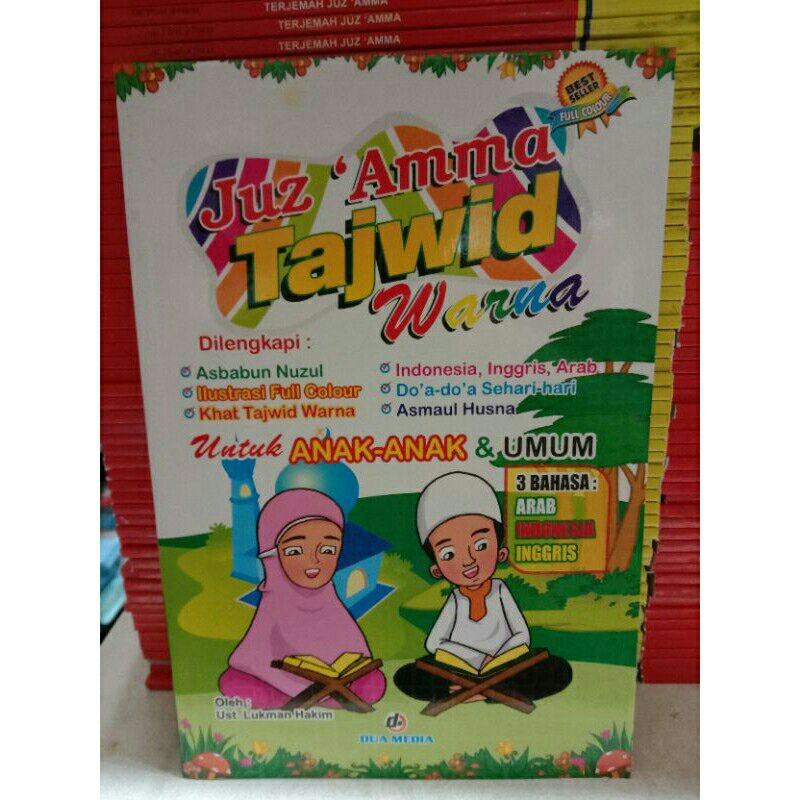 TERJEMAH JUZ 'AMMA
TERJEMAH JUZ 'AMMA
TERJEMAH JUZ 'AMMA
BEST
SELLER
FULL COLOUR
Juz 'Amma
Tajwid
Warna
Dilengkapi :
Asbabun Nuzul
Ilustrasi Full Colour
Khat Tajwid Warna
Indonesia, Inggris, Arab
Do'a-do'a Sehari-hari
Asmaul Husna
Untuk ANAK-ANAK & UMUM
3 BAHASA :
ARAB
INDONESIA
INGGRIS
Oleh :
Ust. Lukman Hakim
d.
DUA MEDIA